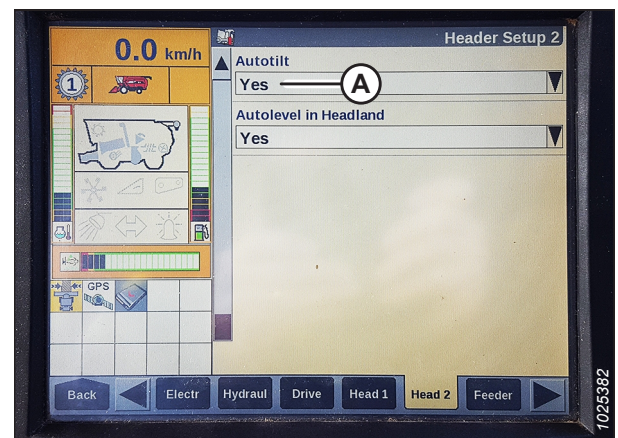 Header Setup 2
0.0 km/h
1
Autotilt
Yes
A
Autolevel in Headland
Yes
GPS
Back
Electr
Hydraul
Drive
Head 1
Head 2
Feeder
1025382